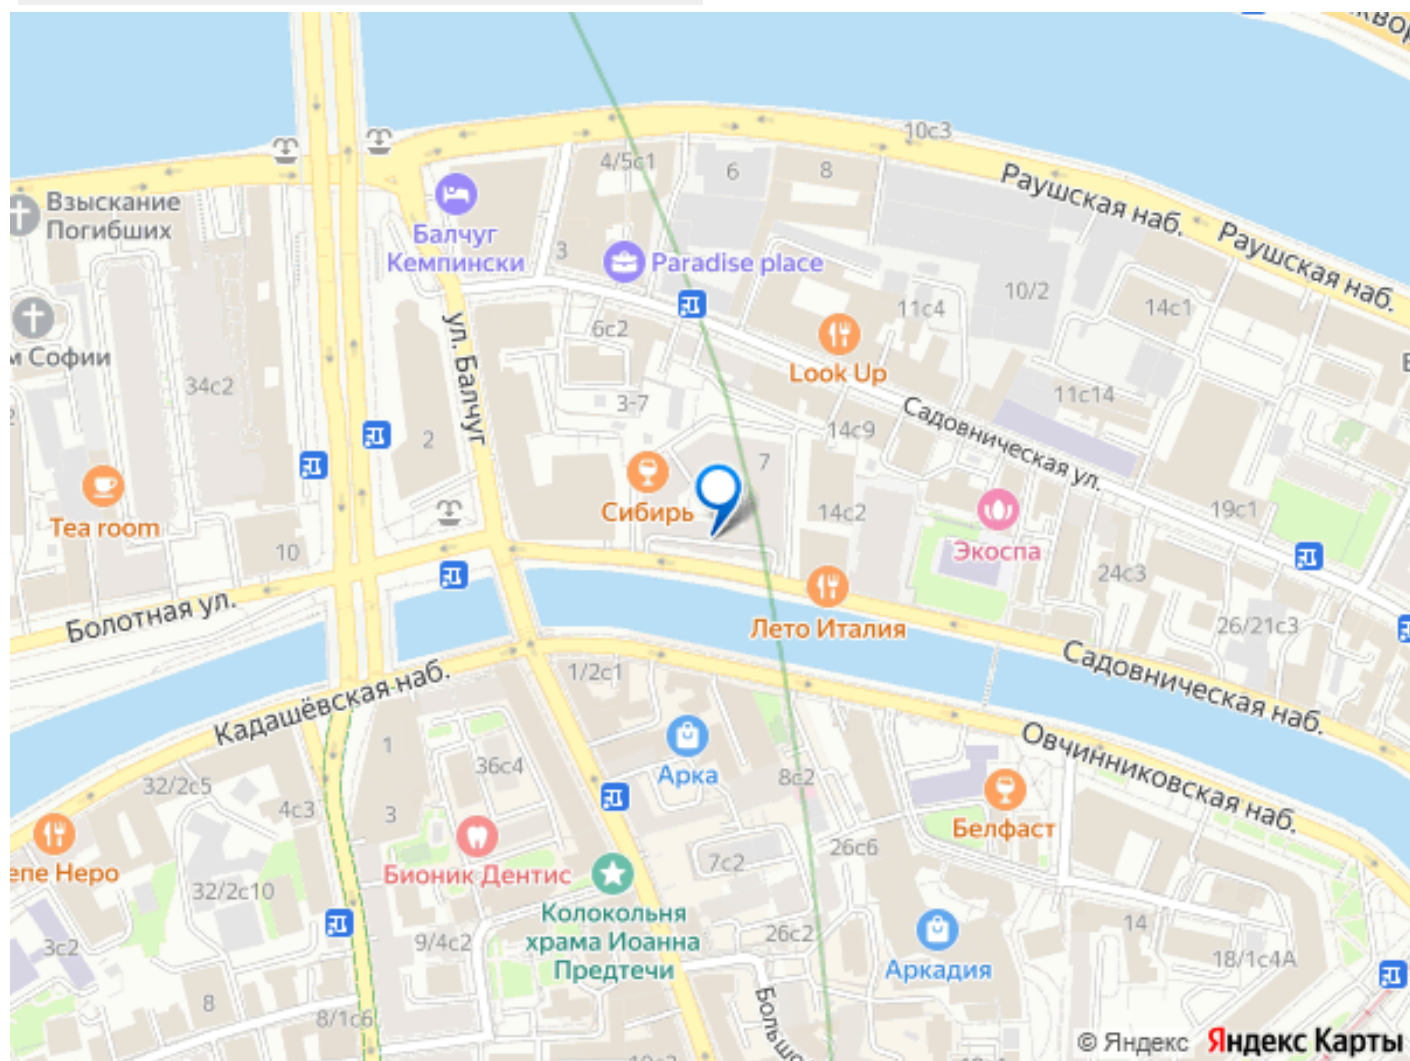 10с3
4/5с1
6
8
Раушская наб.
Раушская наб.
Взыскание
Погибших
Балчуг
Кемпински
3
Paradise place
10/2
14с1
11с4
6с2
Look Up
м Софии
34с2
ул. Балчуг
3-7
11с14
Садовническая ул.
14с9
2
7
Сибирь
14с2
19с1
Tea room
10
Экоспа
24с3
Болотная ул.
Лето Италия
26/21с3
Садовническая наб.
Кадашёвская наб.
1/2с1
Овчинниковская наб.
1
36с4
Арка
8с2
32/2с5
4с3
3
Белфаст
епе Неро
Бионик Дентис
7с2
26с6
32/2с10
Колокольня
храма Иоанна
Предтечи
3с2
9/4с2
26с2
14
18/1с4А
Аркадия
8
8/1с6
Большо
© Яндекс Яндекс Карты